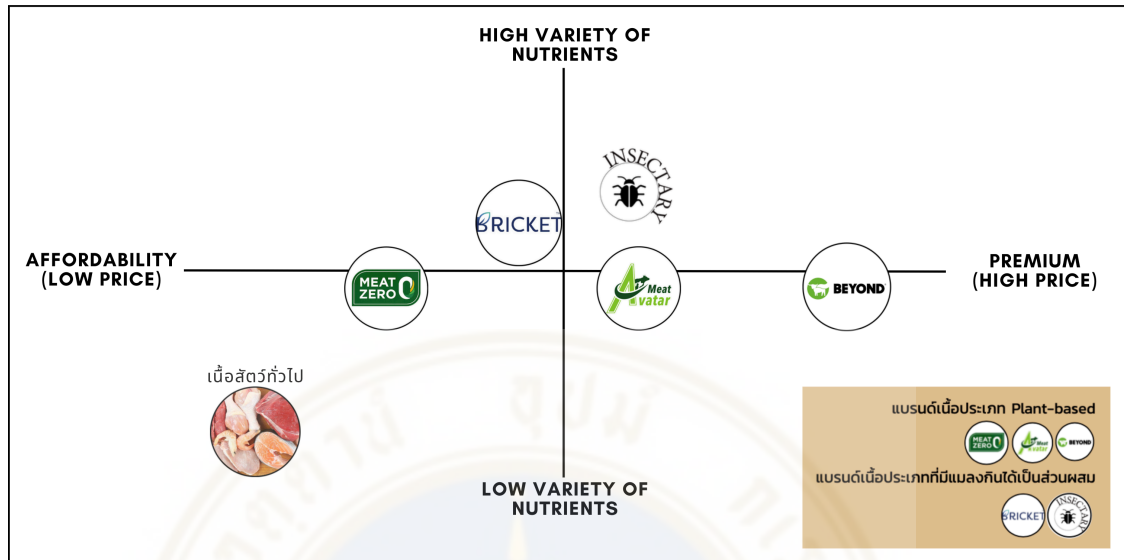 HIGH VARIETY OF
NUTRIENTS
INSECTARY
BRICKET
AFFORDABILITY
(LOW PRICE)
MEAT
ZERO
Meat
Avatar
BEYOND
PREMIUM
(HIGH PRICE)
เนื้อสัตว์ทั่วไป
LOW VARIETY OF
NUTRIENTS
แบรนด์เนื้อประเภท Plant-based
MEAT
ZERO
Meat
Avatar
BEYOND
แบรนด์เนื้อประเภทที่มีแมลงกินได้เป็นส่วนผสม
BRICKET
INSECTARY